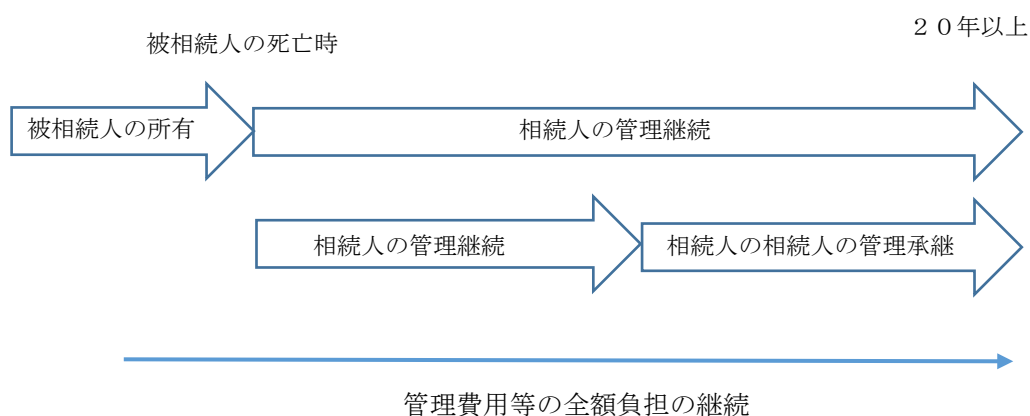 ２０年以上
被相続人の死亡時
被相続人の所有
相続人の管理継続
相続人の管理継続
相続人の相続人の管理承継
管理費用等の全額負担の継続